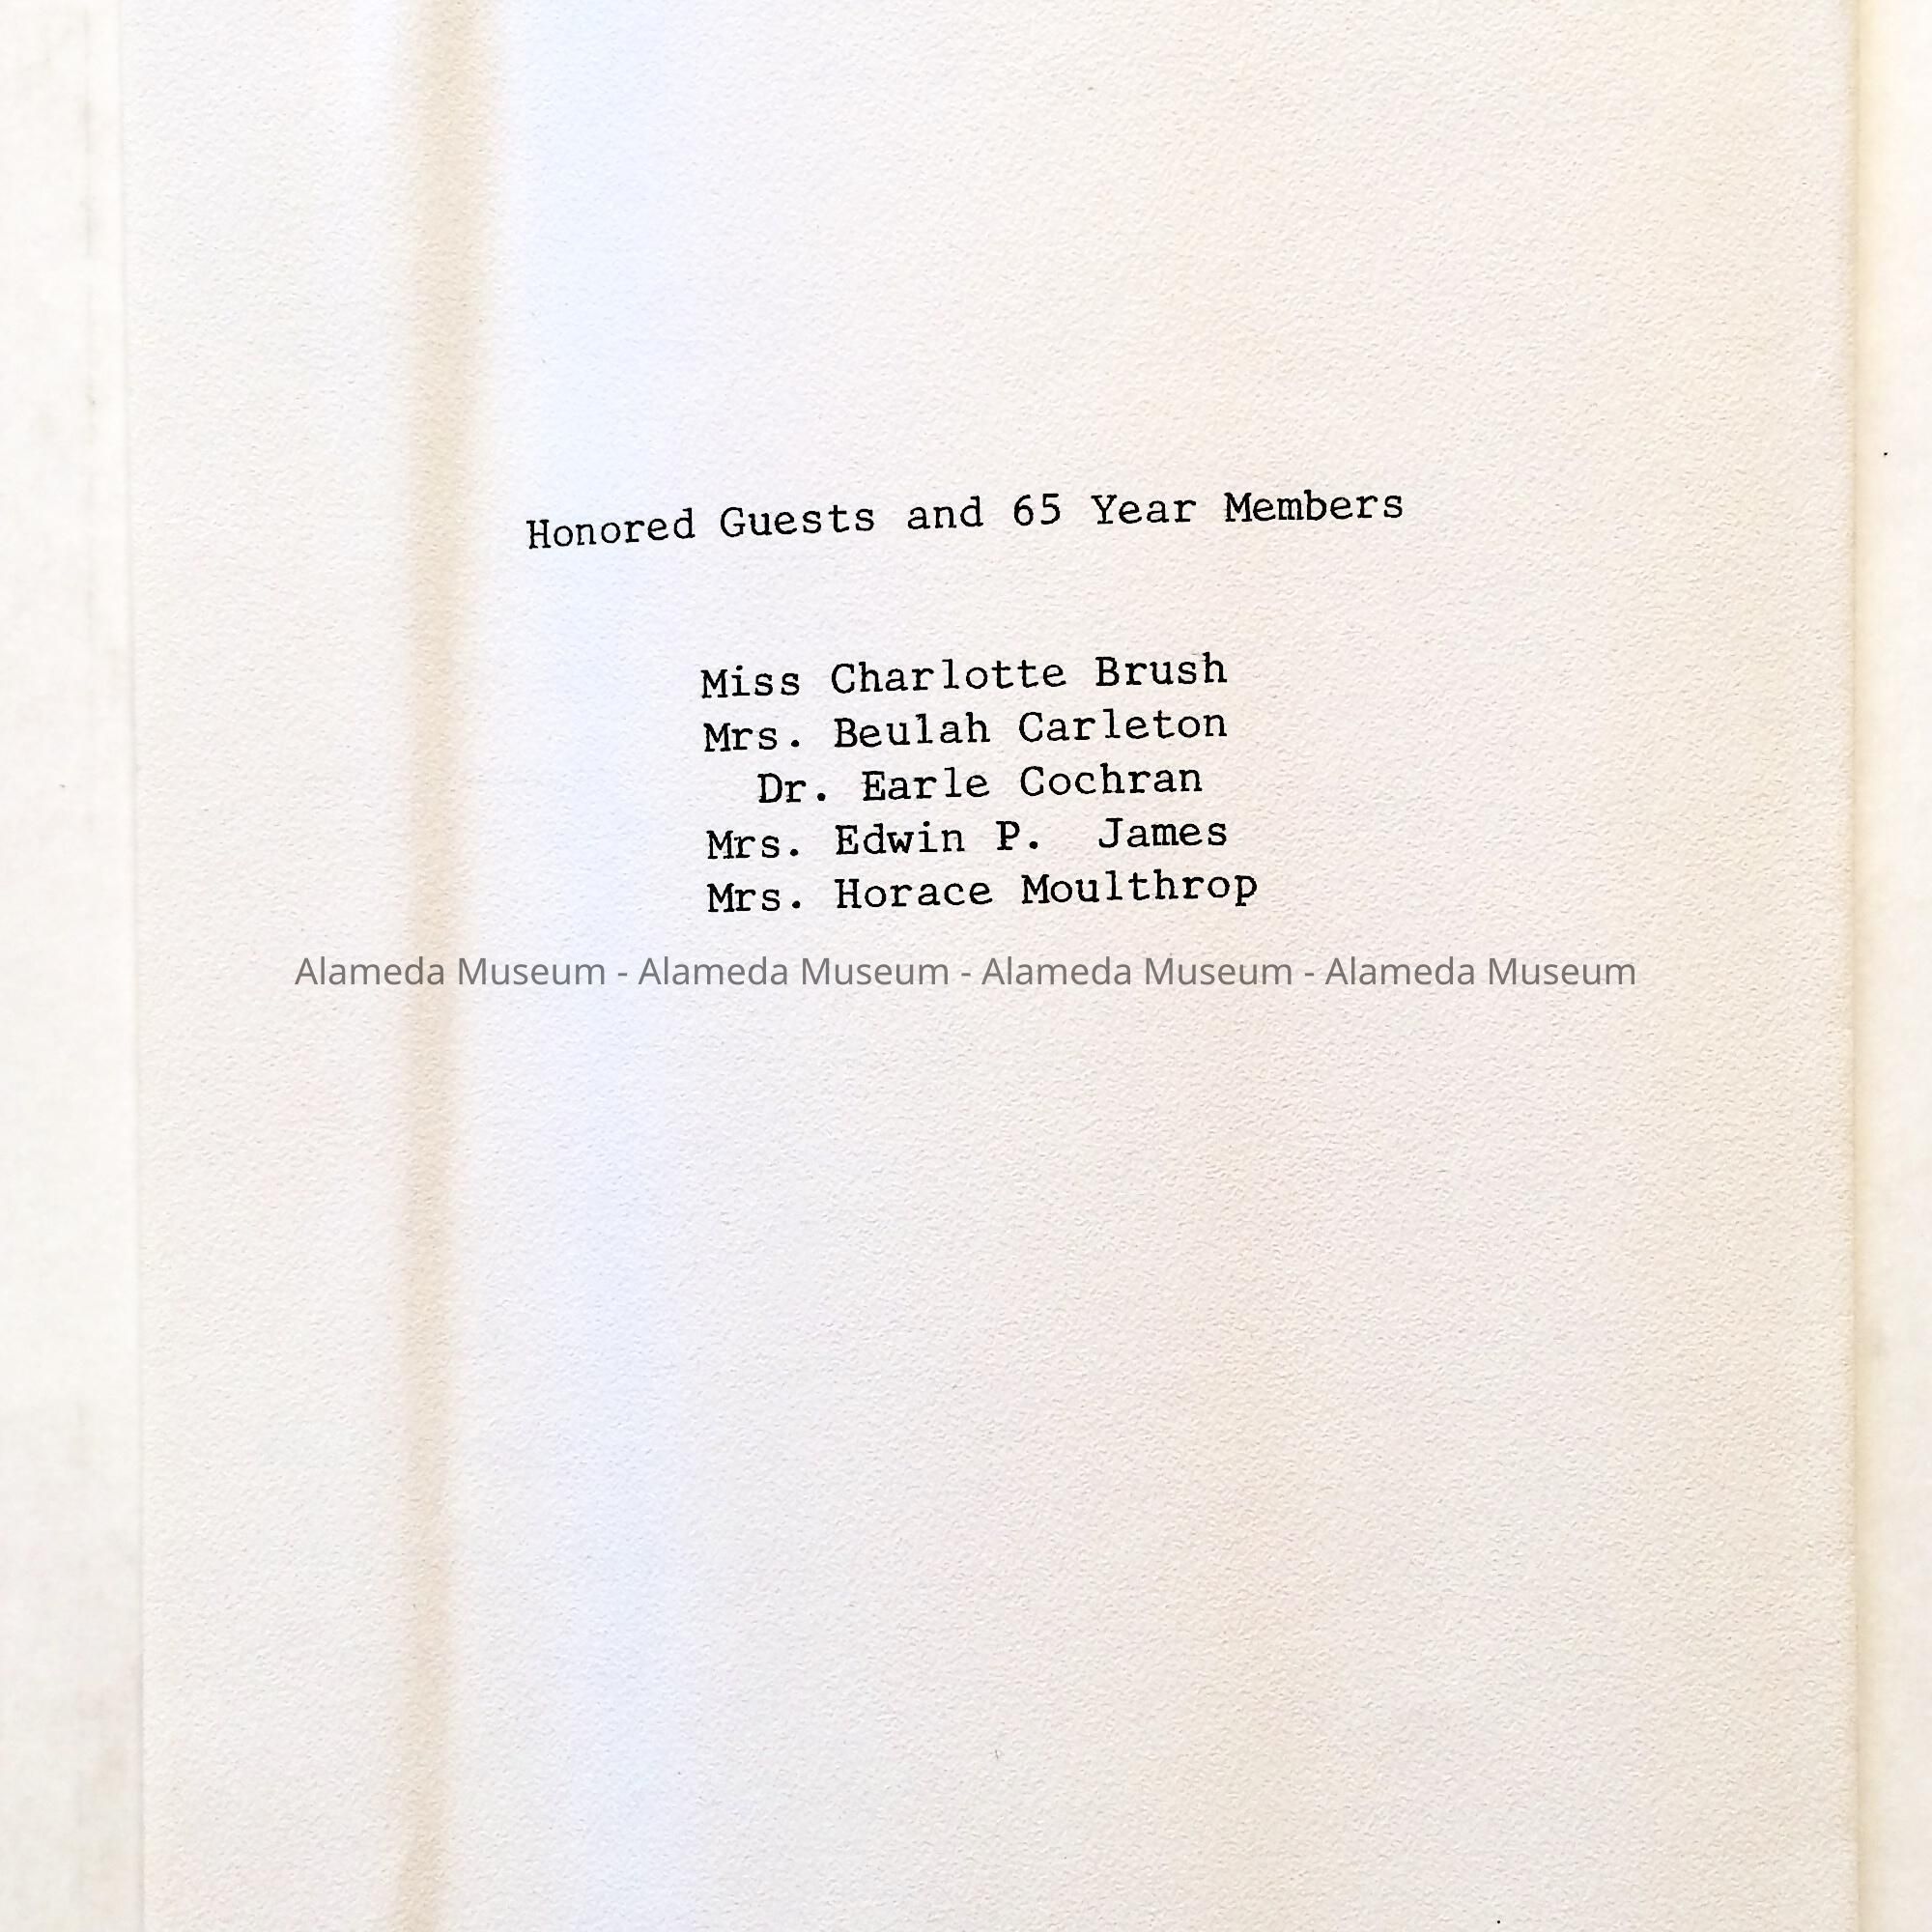 Honored Guests and 65 Year Members
Miss Charlotte Brush
Mrs. Beulah Carleton
Dr. Earle Cochran
Mrs. Edwin P.  James
Mrs. Horace Moulthrop
Alameda Museum - Alameda Museum - Alameda Museum - Alameda Museum